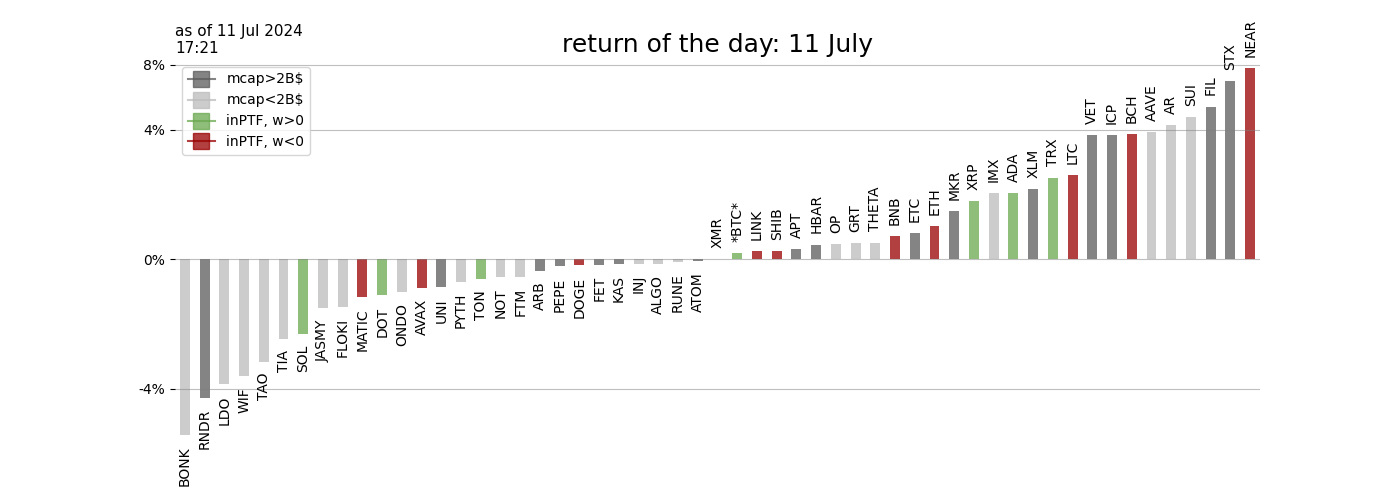 as of 11 Jul 2024
17:21
return of the day: 11 July
8%
4%
0%
-4%
mcap>2B$
mcap<2B$
inPTF, w>0
inPTF, w<0
BONK
RNDR
LDO
WIF
TAO
TIA
SOL
JASMY
FLOKI
MATIC
DOT
ONDO
AVAX
UNI
PYTH
TON
NOT
FTM
ARB
PEPE
DOGE
FET
KAS
INJ
ALGO
RUNE
ATOM
XMR
*BTC*
LINK
SHIB
APT
HBAR
OP
GRT
THETA
BNB
ETC
ETH
MKR
XRP
IMX
ADA
XLM
TRX
LTC
VET
ICP
BCH
AAVE
AR
SUI
FIL
STX
NEAR